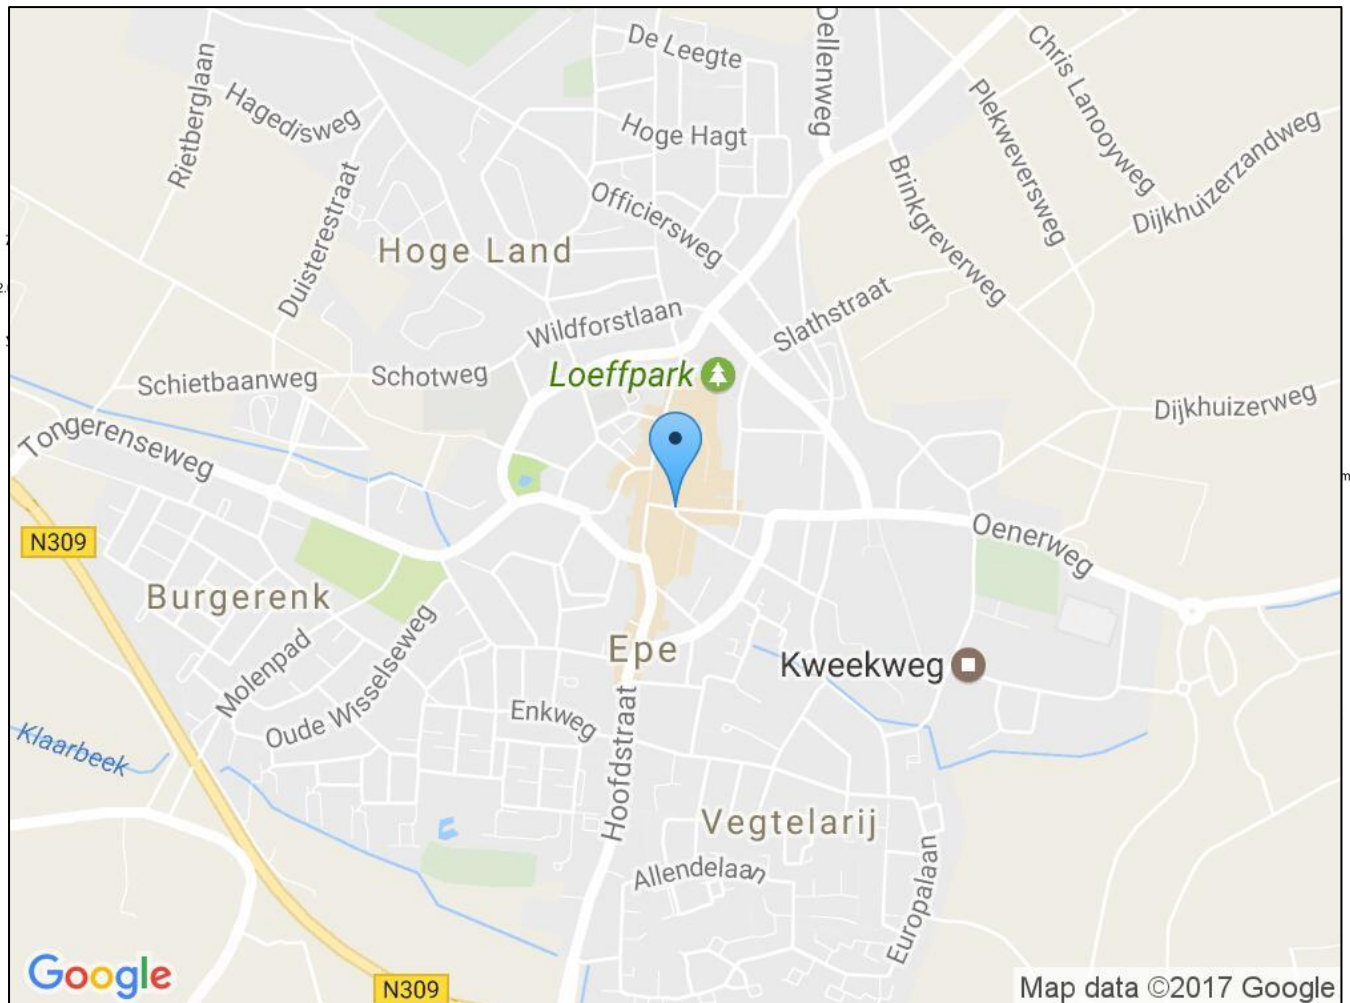 De Leegte
Dellenweg
Chris Lanooyweg
Rietberglaan
Hagedisweg
Plekweversweg
Hoge Hagt
Dijkhuizerzandweg
Duisterestraat
Officiersweg
Brinkgreverweg
Hoge Land
Wildforstlaan
Slathstraat
Schietbaanweg
Schotweg
Loeffpark
Dijkhuizerweg
Tongerenseweg
N309
Oenerweg
Burgerenk
Molenpad
Oude Wisselseweg
Epe
Kweekweg
Klaarbeek
Enkweg
Hoofdstraat
Vegtelarij
Allendelaan
Europalaan
Google
N309
Map data ©2017 Google